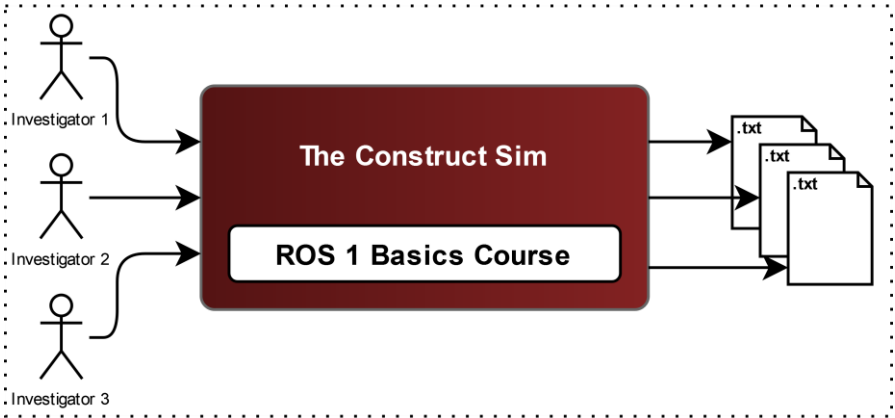 Investigator 1
Investigator 2
Investigator 3
The Construct Sim
ROS 1 Basics Course
.txt
.txt
.txt